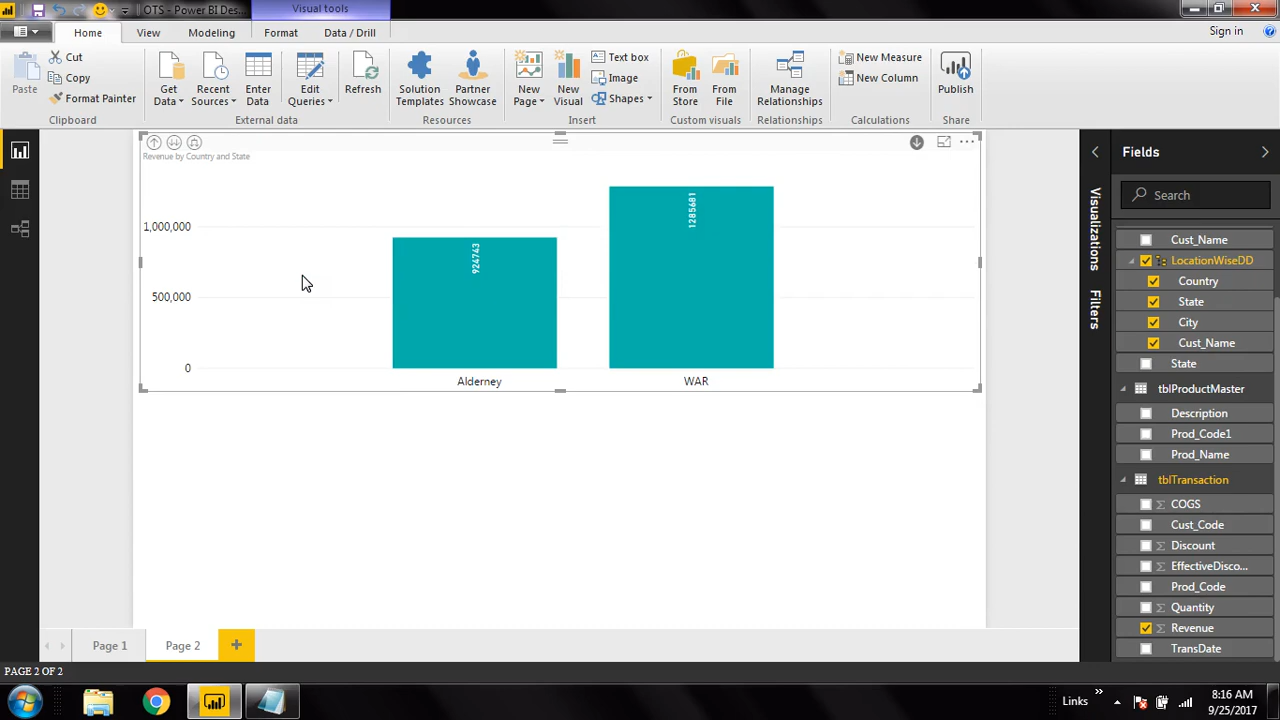 OTS - Power BI Des...
Visual tools
Home
View
Modeling
Format
Data / Drill
Sign in
Paste
Cut
Copy
Format Painter
Clipboard
Get Data
Recent Sources
Enter Data
External data
Edit Queries
Refresh
Solution Templates
Partner Showcase
Resources
New Page
New Visual
Text box
Image
Shapes
Insert
From Store
From File
Custom visuals
Manage Relationships
Relationships
New Measure
New Column
Calculations
Publish
Share
Revenue by Country and State
1,000,000
500,000
0
924743
1285681
Alderney
WAR
Visualizations
Filters
Fields
Search
Cust_Name
LocationWiseDD
Country
State
City
Cust_Name
State
tblProductMaster
Description
Prod_Code1
Prod_Name
tblTransaction
Σ COGS
Cust_Code
Σ Discount
Σ EffectiveDisco...
Prod_Code
Σ Quantity
Σ Revenue
TransDate
Page 1
Page 2
PAGE 2 OF 2
Links
8:16 AM
9/25/2017